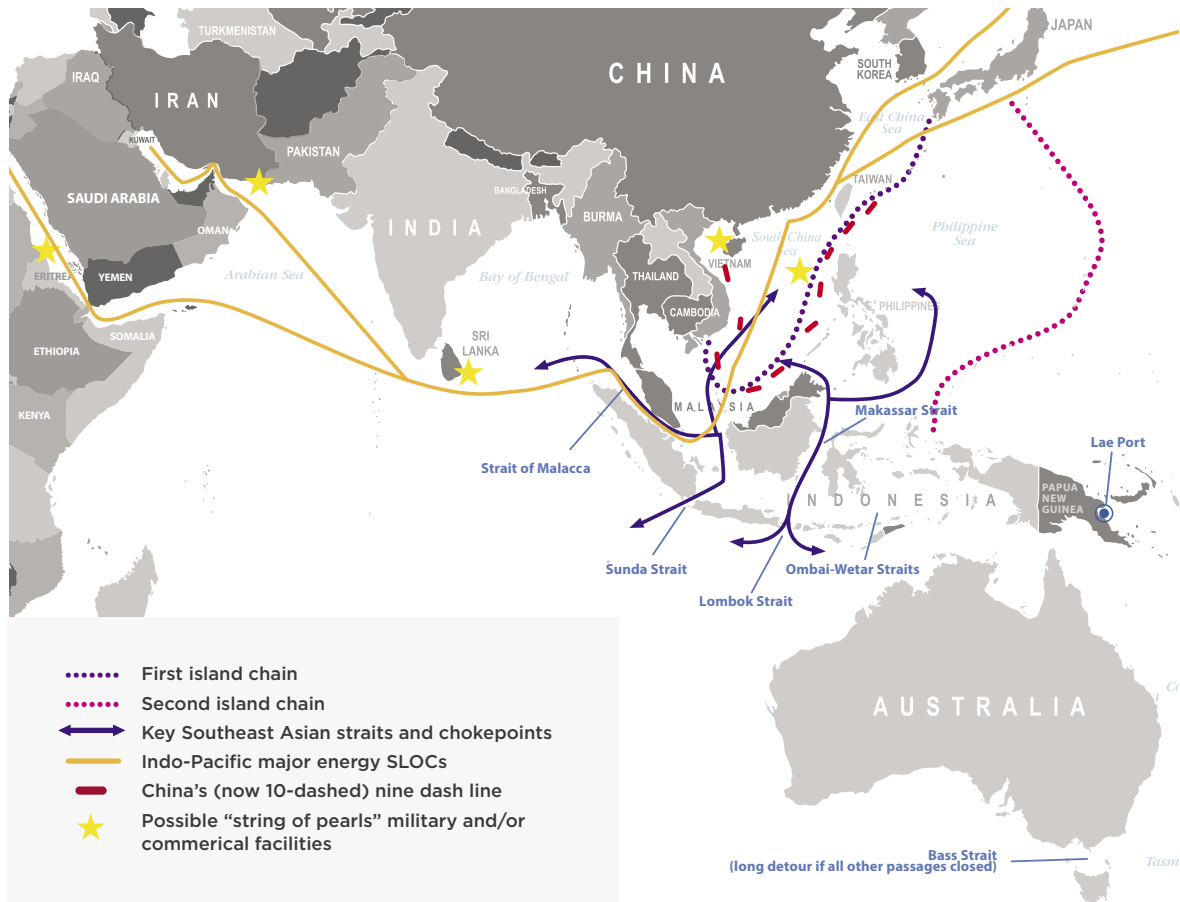 TURKMENISTAN
JAPAN
CHINA
SOUTH
KOREA
IRAQ
IRAN
East China
Sea
KUWAIT
PAKISTAN
TAIWAN
BANGLADESH
SAUDI ARABIA
INDIA
BURMA
OMAN
Philippine
Sea
South China
Sea
VIETNAM
THAILAND
Arabian Sea
Bay of Bengal
ERITREA
YEMEN
PHILIPPINES
CAMBODIA
SOMALIA
SRI
LANKA
ETHIOPIA
MALAYSIA
KENYA
Makassar Strait
Lae Port
Strait of Malacca
PAPUA
NEW
GUINEA
INDONESIA
Sunda Strait
Ombai-Wetar Straits
Lombok Strait
First island chain
Second island chain
Key Southeast Asian straits and chokepoints
Indo-Pacific major energy SLOCs
China's (now 10-dashed) nine dash line
Possible “string of pearls” military and/or
commerical facilities
AUSTRALIA
Co
Bass Strait
(long detour if all other passages closed)
Tasm